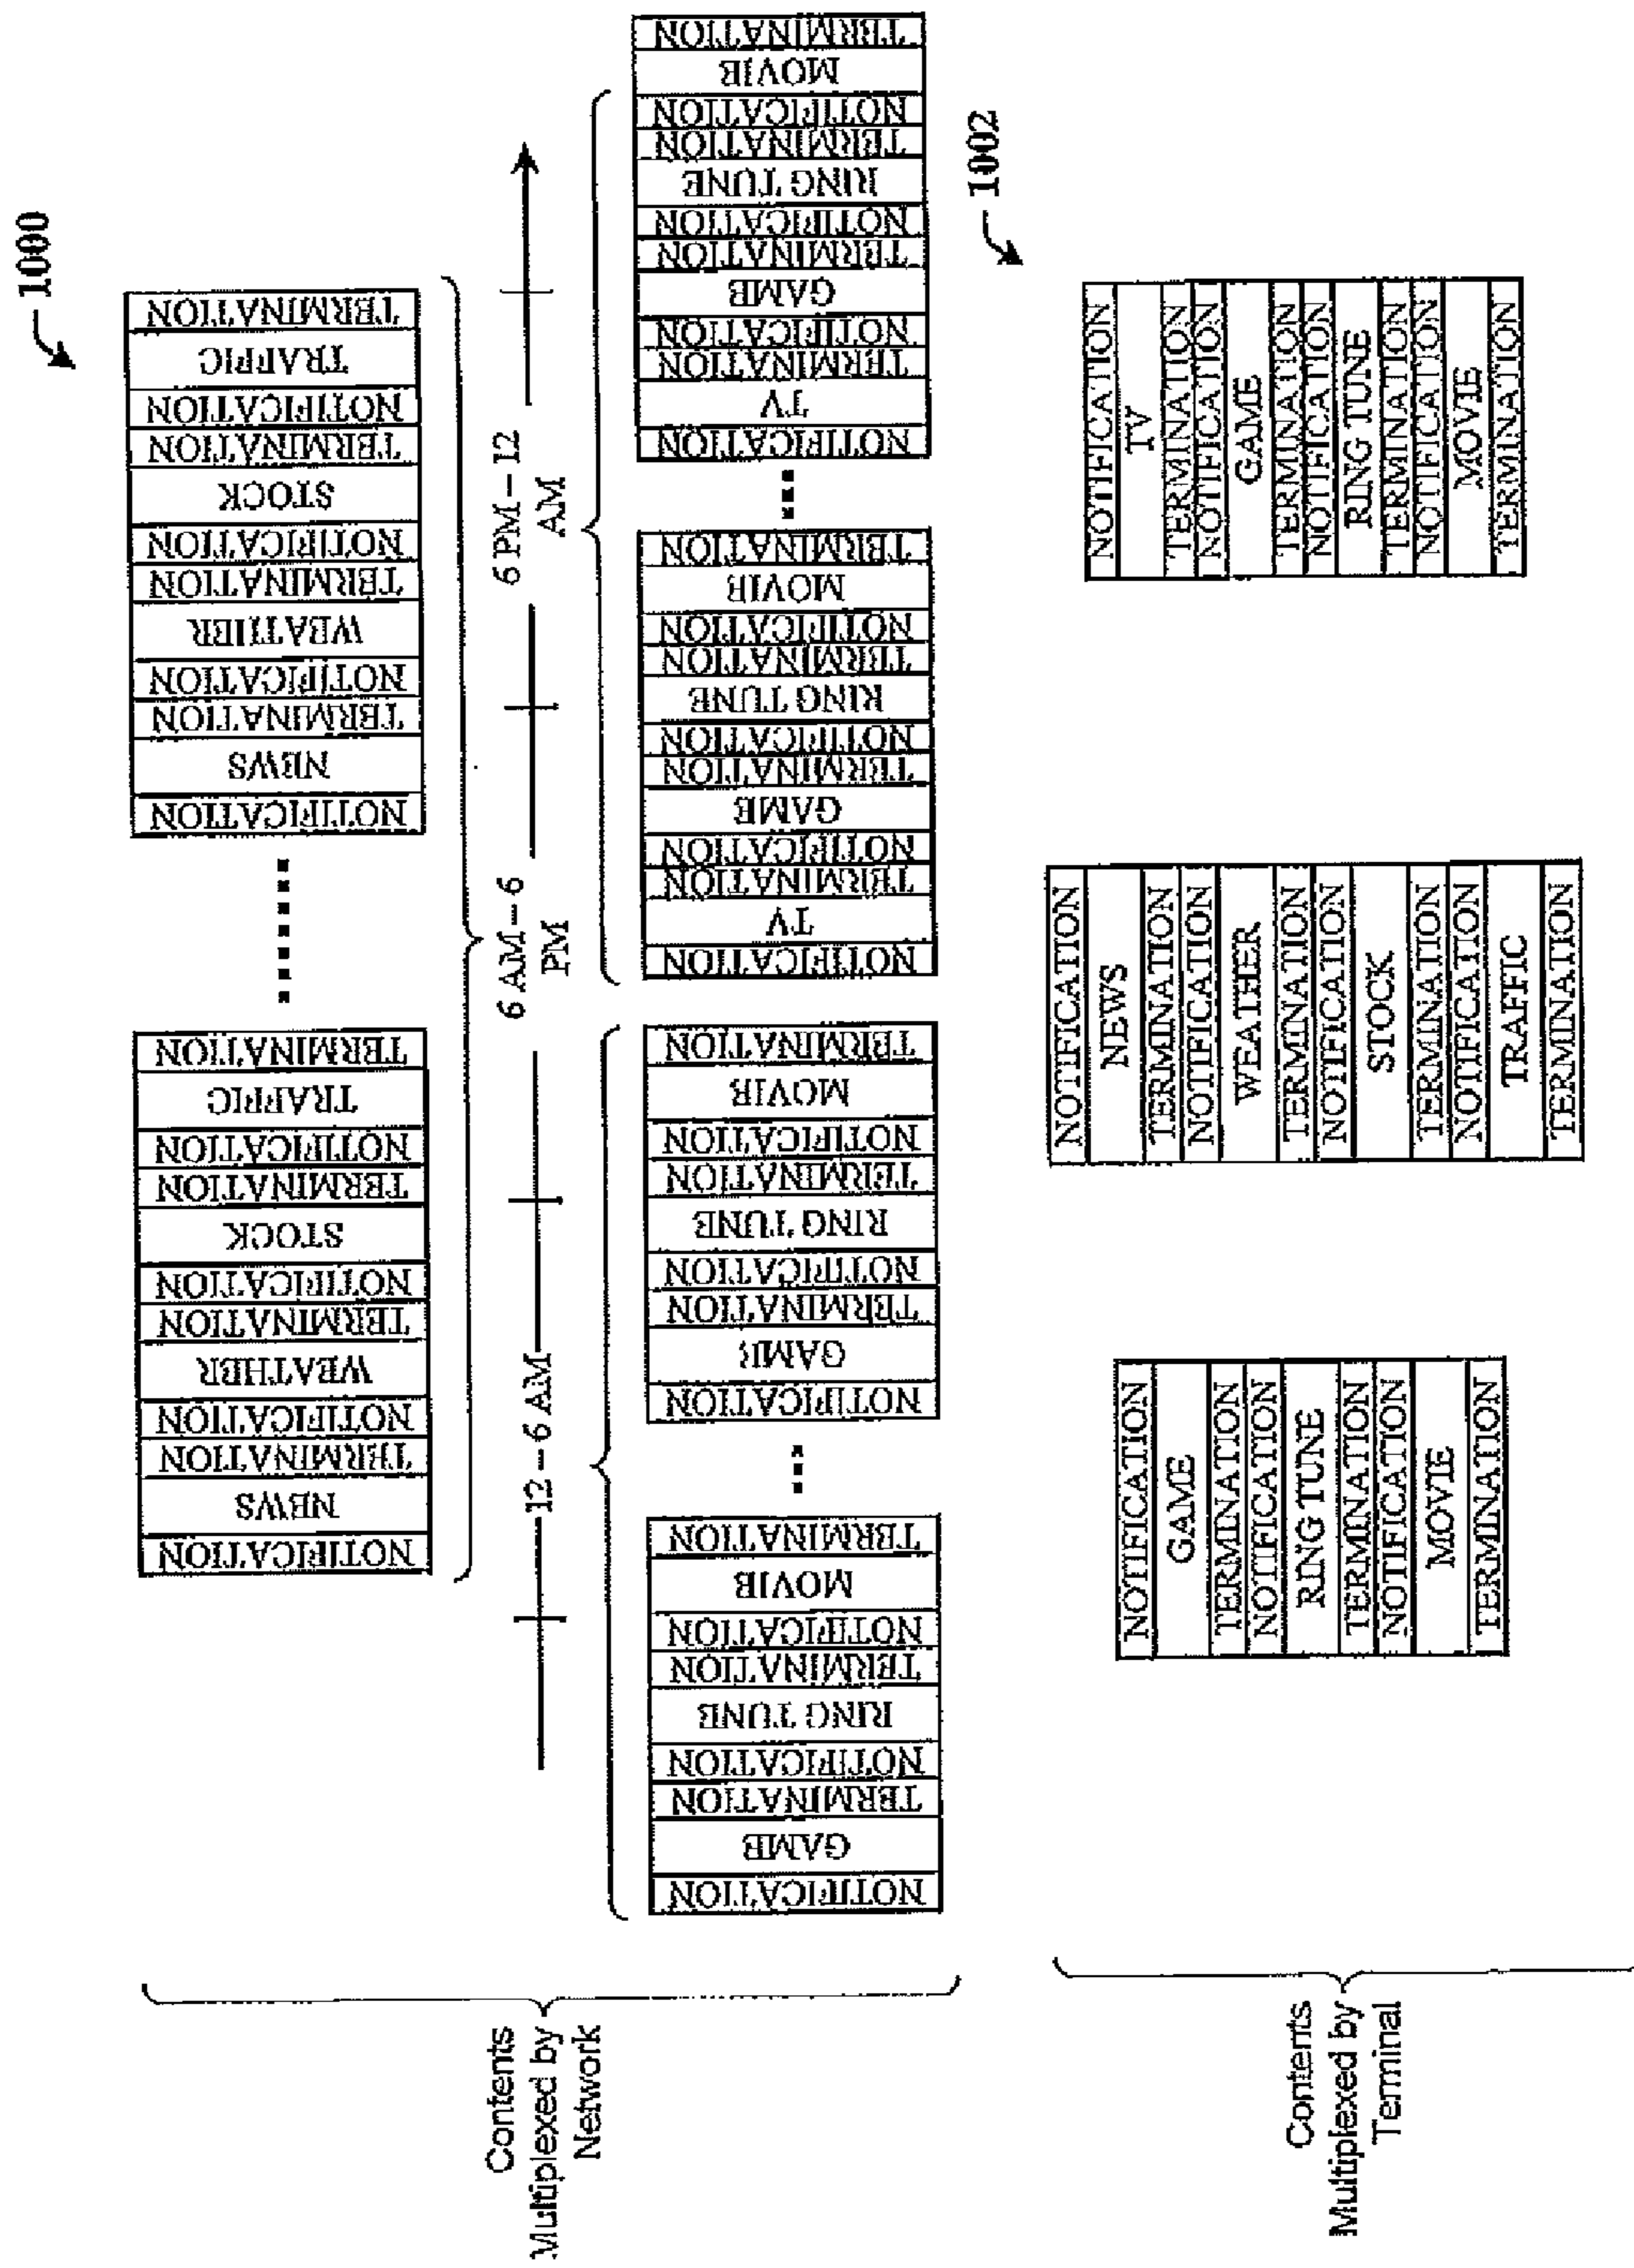 1000
NOTIFICATION
NEWS
TERMINATION
NOTIFICATION
WEATHER
TERMINATION
NOTIFICATION
STOCK
TERMINATION
NOTIFICATION
TRAFFIC
TERMINATION
NOTIFICATION
NEWS
TERMINATION
NOTIFICATION
WEATHER
TERMINATION
NOTIFICATION
STOCK
TERMINATION
NOTIFICATION
TRAFFIC
TERMINATION
Contents
Multiplexed by
Network
12 – 6 AM
6 AM – 6
PM
6 PM – 12
AM
NOTIFICATION
GAME
TERMINATION
NOTIFICATION
RING TUNE
TERMINATION
NOTIFICATION
MOVIE
TERMINATION
NOTIFICATION
GAME
TERMINATION
NOTIFICATION
RING TUNE
TERMINATION
NOTIFICATION
MOVIE
TERMINATION
NOTIFICATION
TV
TERMINATION
NOTIFICATION
GAME
TERMINATION
NOTIFICATION
RING TUNE
TERMINATION
NOTIFICATION
MOVIE
TERMINATION
NOTIFICATION
TV
TERMINATION
NOTIFICATION
GAME
TERMINATION
NOTIFICATION
RING TUNE
TERMINATION
NOTIFICATION
MOVIE
TERMINATION
1002
Contents
Multiplexed by
Terminal
NOTIFICATION
GAME
TERMINATION
NOTIFICATION
RING TUNE
TERMINATION
NOTIFICATION
MOVIE
TERMINATION
NOTIFICATION
NEWS
TERMINATION
NOTIFICATION
WEATHER
TERMINATION
NOTIFICATION
STOCK
TERMINATION
NOTIFICATION
TRAFFIC
TERMINATION
NOTIFICATION
TV
TERMINATION
NOTIFICATION
GAME
TERMINATION
NOTIFICATION
RING TUNE
TERMINATION
NOTIFICATION
MOVIE
TERMINATION